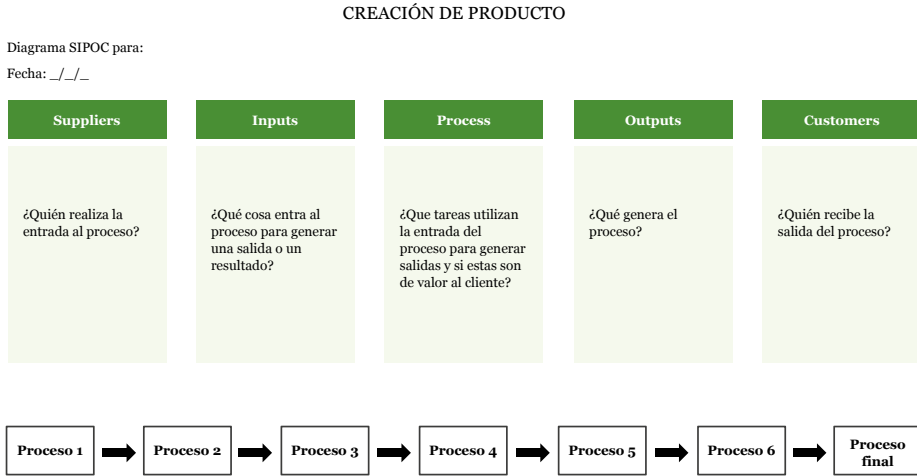 CREACIÓN DE PRODUCTO
Diagrama SIPOC para:
Fecha: _/_/_
Suppliers
Inputs
Process
Outputs
Customers
¿Quién realiza la
entrada al proceso?
¿Qué cosa entra al
proceso para generar
una salida o un
resultado?
¿Que tareas utilizan
la entrada del
proceso para generar
salidas y si estas son
de valor al cliente?
¿Qué genera el
proceso?
¿Quién recibe la
salida del proceso?
Proceso 1
Proceso 2
Proceso 3
Proceso 4
Proceso 5
Proceso 6
Proceso
final